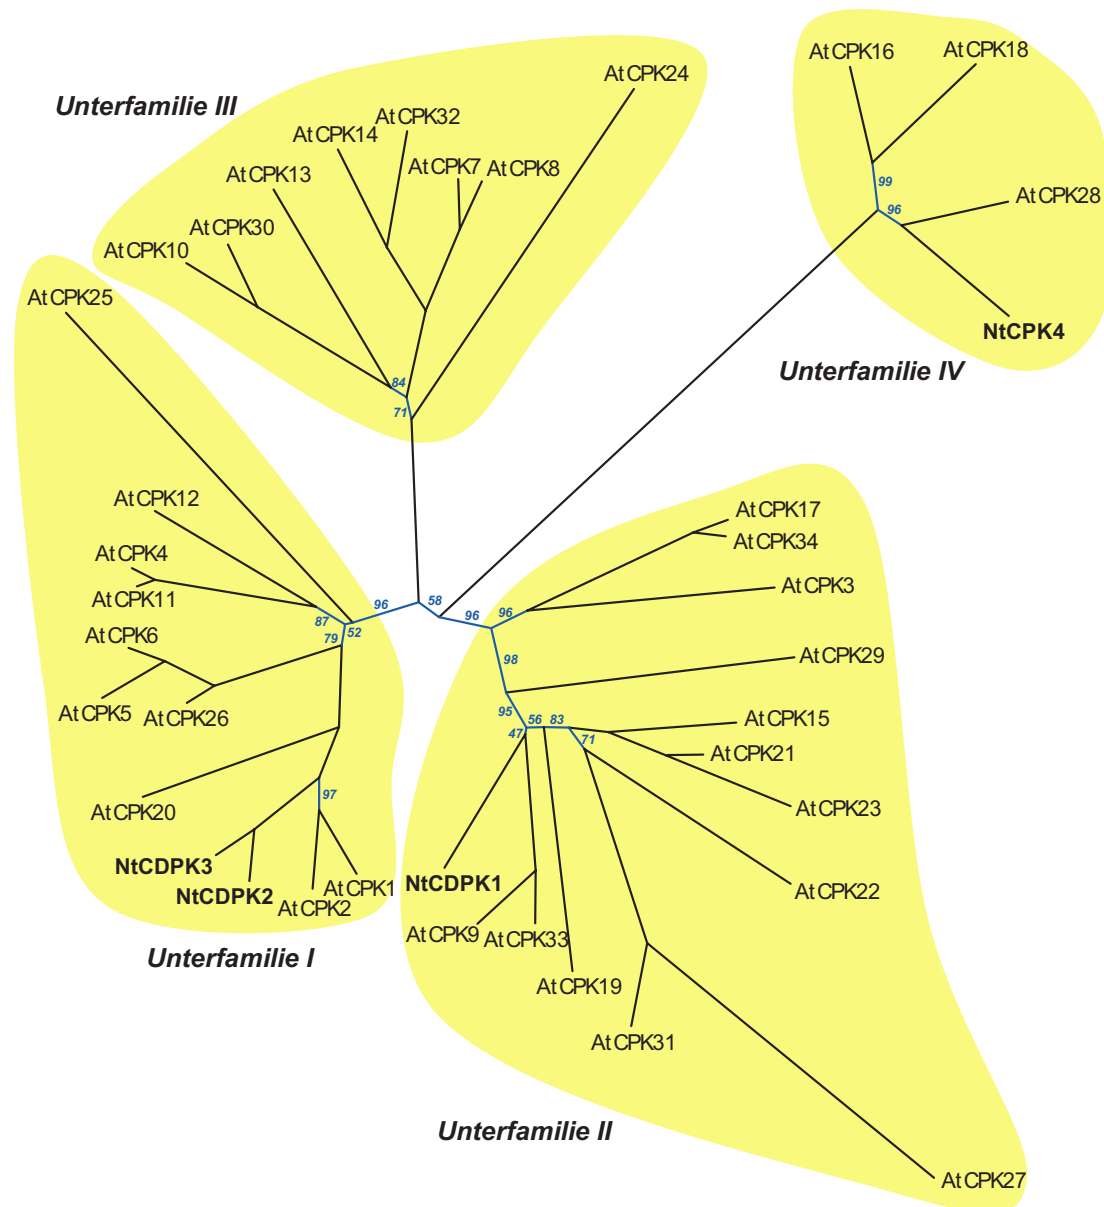 AtCPK16
AtCPK18
AtCPK24
Unterfamilie III
AtCPK32
AtCPK14
AtCPK7
AtCPK8
AtCPK13
99
AtCPK28
96
AtCPK30
AtCPK10
AtCPK25
NtCPK4
Unterfamilie IV
84
71
AtCPK12
AtCPK17
AtCPK34
AtCPK4
AtCPK3
AtCPK11
96
58
96
96
87
52
79
AtCPK6
98
AtCPK29
AtCPK5
AtCPK26
95
56
83
47
71
AtCPK15
AtCPK21
97
AtCPK20
AtCPK23
NtCDPK3
NtCDPK2
AtCPK1
AtCPK2
NtCDPK1
AtCPK22
AtCPK9
AtCPK33
Unterfamilie I
AtCPK19
AtCPK31
Unterfamilie II
AtCPK27